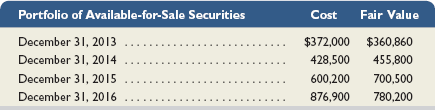 Portfolio of Available-for-Sale Securities Cost Fair Value
December 31, 2013 ............................ $372,000 $360,860
December 31, 2014 ............................ 428,500 455,800
December 31, 2015 ............................ 600,200 700,500
December 31, 2016 ............................ 876,900 780,200